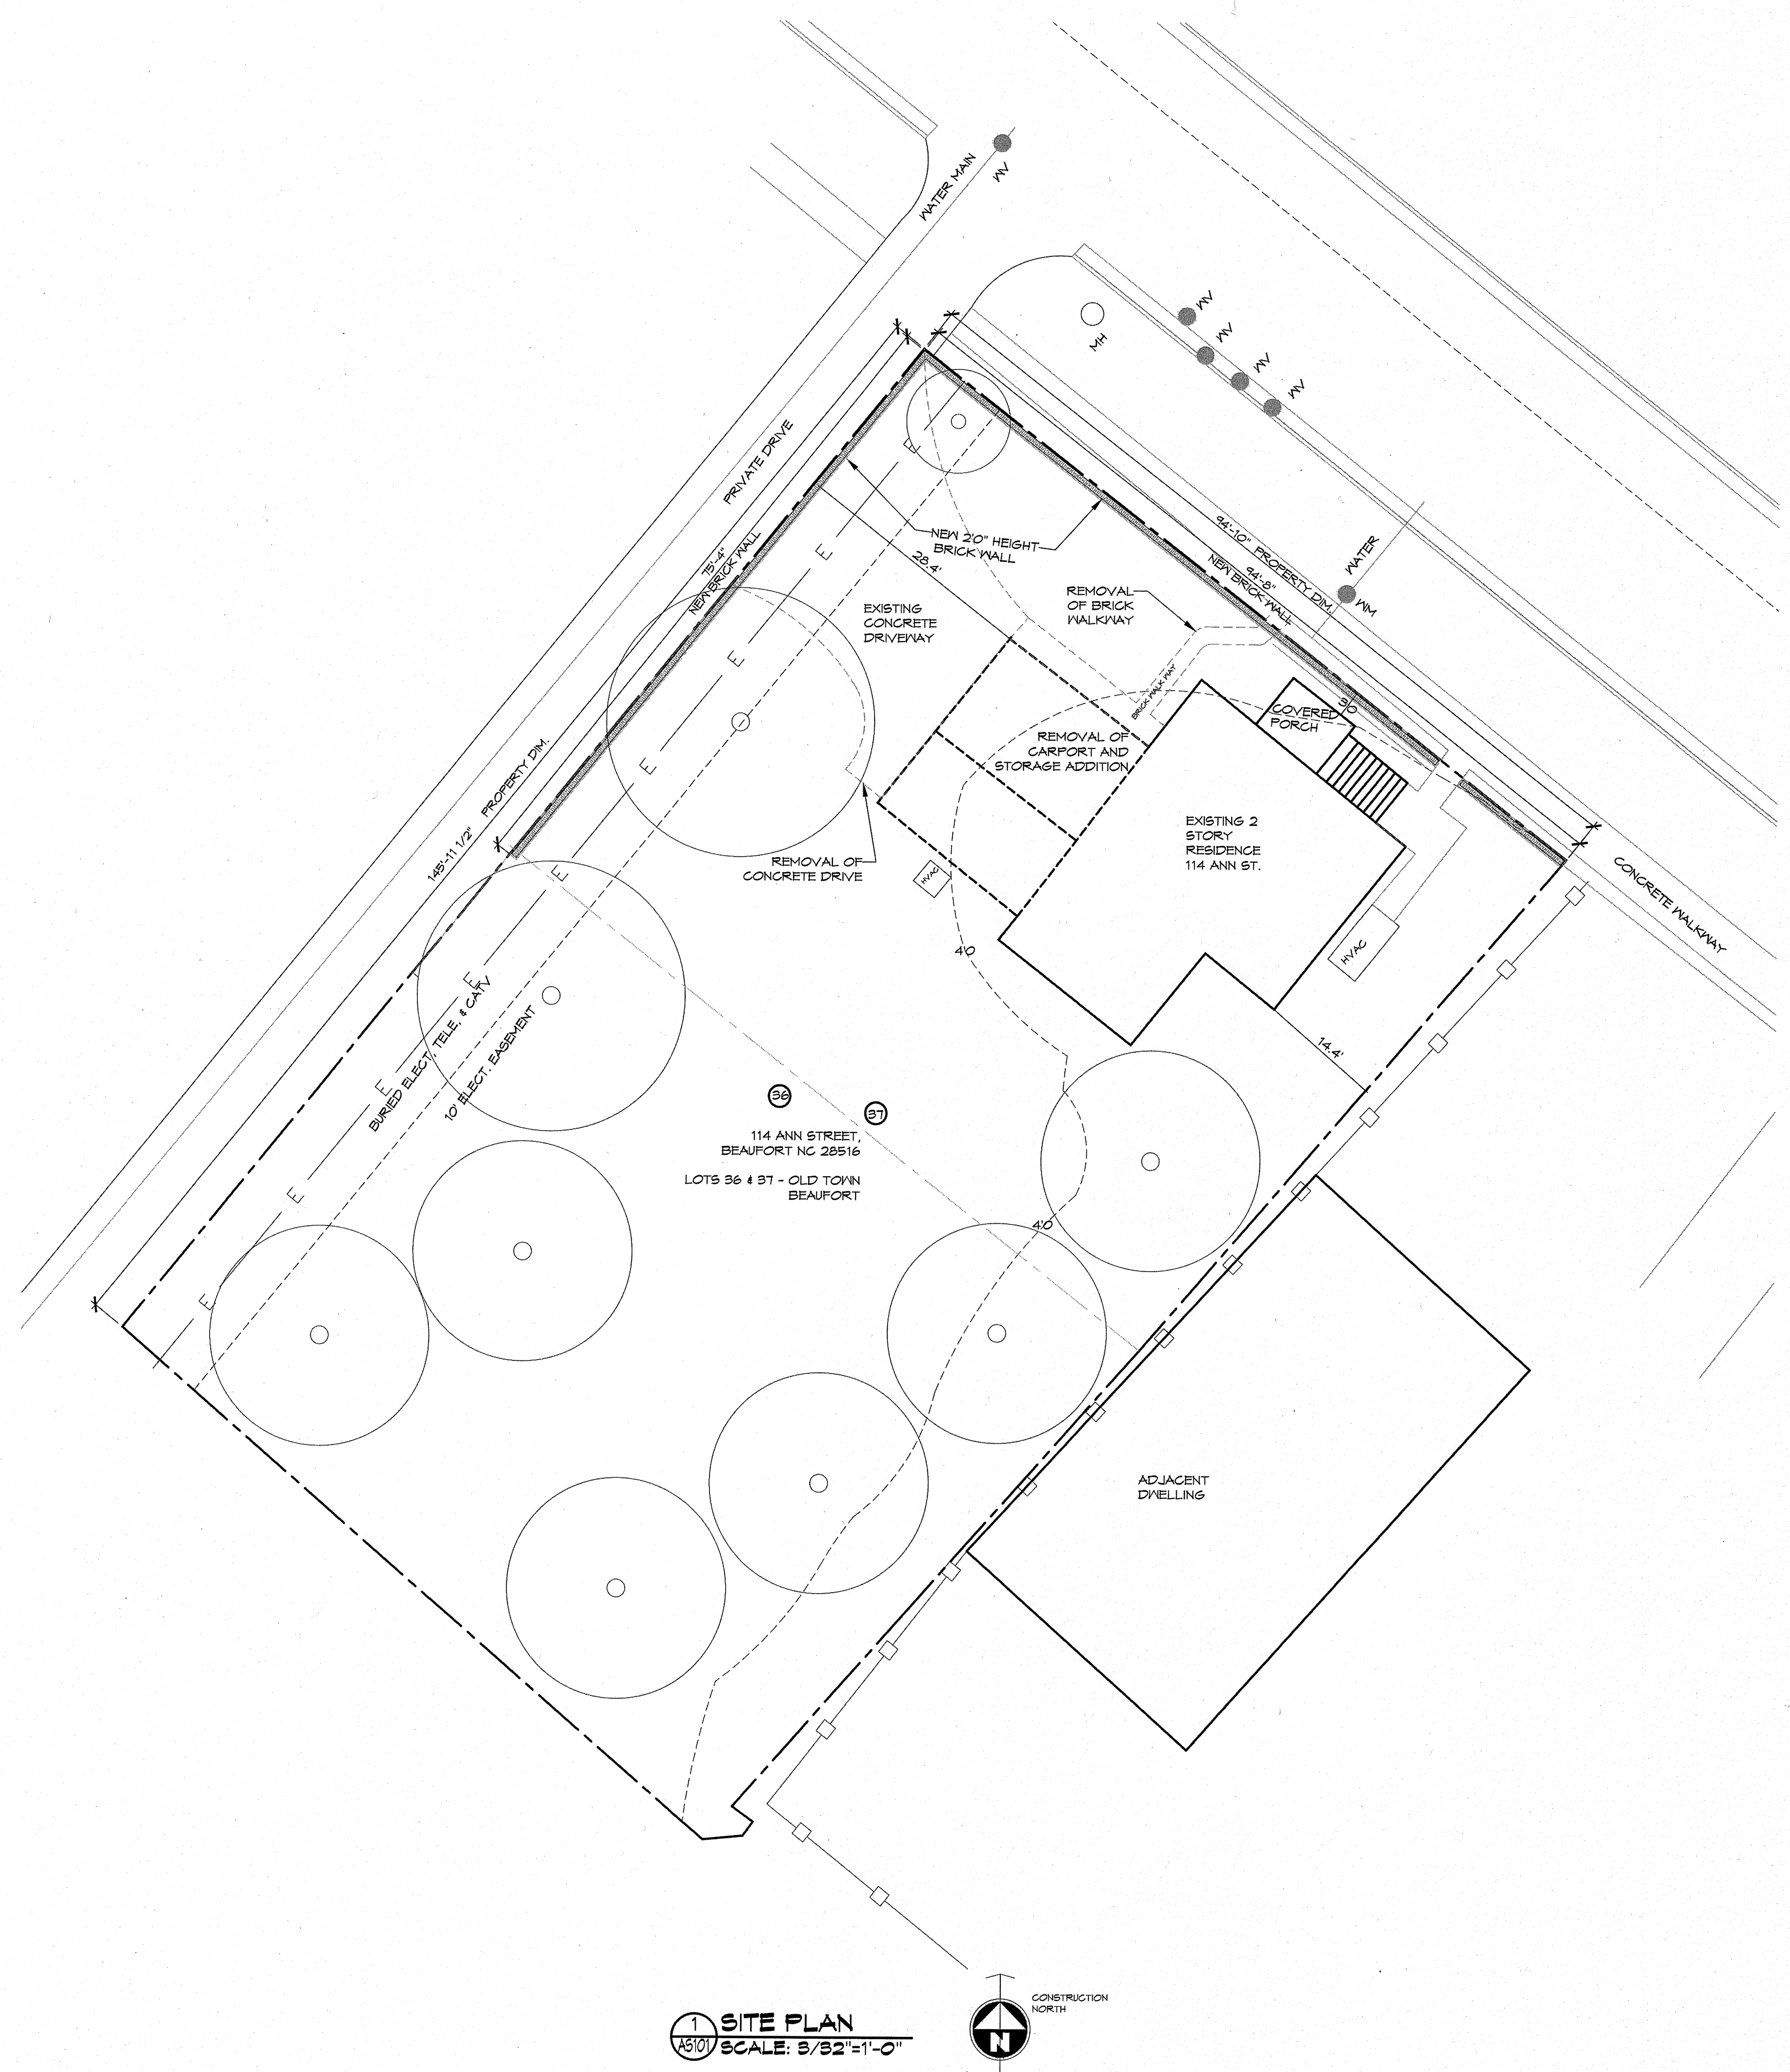 WATER MAIN
WV
MH
WV
WV
WV
WV
PRIVATE DRIVE
75'-4"
NEW BRICK WALL
94'-10" PROPERTY DIM.
94'-8"
NEW BRICK WALL
WATER
WM
NEW 2'0" HEIGHT
BRICK WALL
28.4'
E
E
E
E
E
E
E
E
E
EXISTING
CONCRETE
DRIVEWAY
REMOVAL
OF BRICK
WALKWAY
BRICK WALK WAY
3'0
COVERED
PORCH
REMOVAL OF
CARPORT AND
STORAGE ADDITION
145'-11 1/2" PROPERTY DIM.
EXISTING 2
STORY
RESIDENCE
114 ANN ST.
REMOVAL OF
CONCRETE DRIVE
HVAC
HVAC
CONCRETE WALKWAY
4'0
14.4'
BURIED ELECT., TELE., & CATV
10' ELECT. EASEMENT
36
37
114 ANN STREET,
BEAUFORT NC 28516
LOTS 36 & 37 - OLD TOWN
BEAUFORT
4'0
ADJACENT
DWELLING
1
AS101
SITE PLAN
SCALE: 3/32"=1'-0"
N
CONSTRUCTION
NORTH